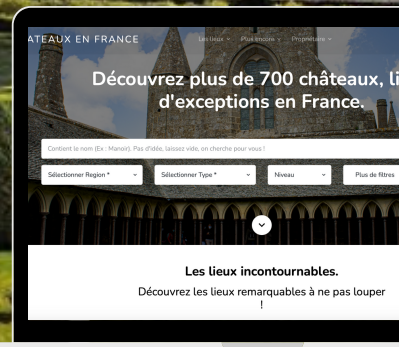 ATEAUX EN FRANCE
Les lieux Plus encore Propriétaire
Découvrez plus de 700 châteaux, li
d'exceptions en France.
Contient le nom (Ex : Manoir). Pas d'idée, laissez vide, on cherche pour vous !
Sélectionner Region * Sélectionner Type * Niveau Plus de filtres
Les lieux incontournables.
Découvrez les lieux remarquables à ne pas louper
!